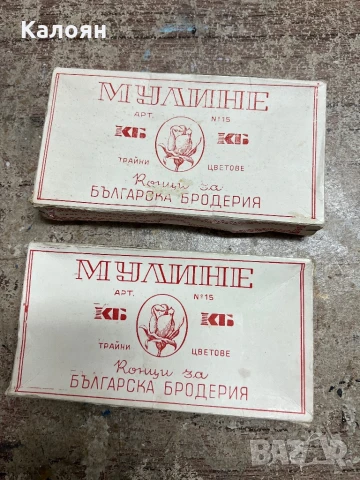 Калоян
МУЛИНЕ
АРТ. №15
КБ КБ
ТРАЙНИ ЦВЕТОВЕ
Конци за
БЪЛГАРСКА БРОДЕРИЯ
МУЛИНЕ
АРТ. №15
КБ КБ
ТРАЙНИ ЦВЕТОВЕ
Конци за
БЪЛГАРСКА БРОДЕРИЯ
BAZAR